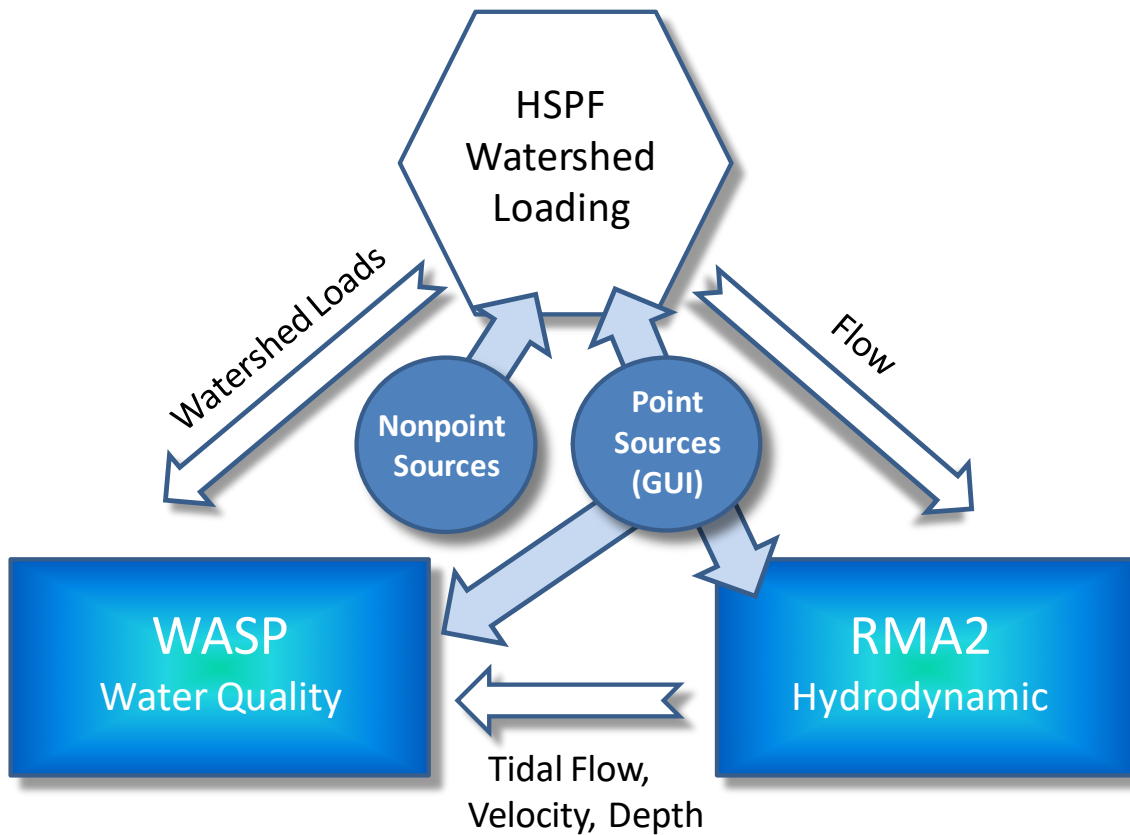 HSPF
Watershed
Loading
Watershed Loads
Flow
Nonpoint
Sources
Point
Sources
(GUI)
WASP
Water Quality
RMA2
Hydrodynamic
Tidal Flow,
Velocity, Depth